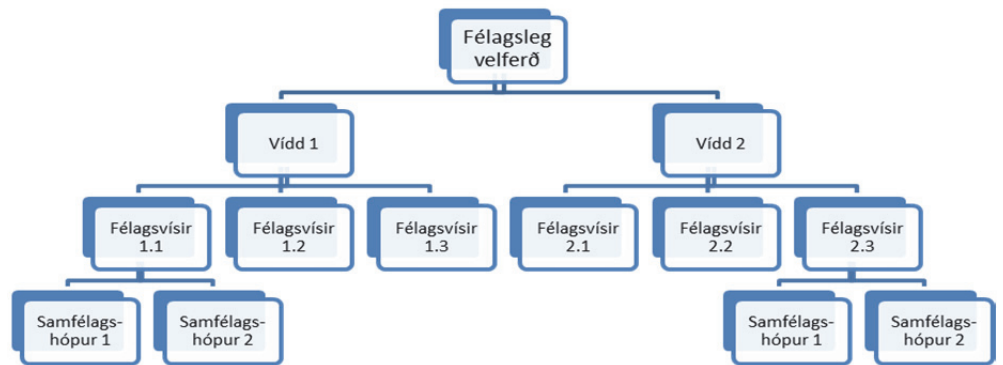 Félagsleg
velferð
Vídd 1
Vídd 2
Félagsvísir
1.1
Félagsvísir
1.2
Félagsvísir
1.3
Félagsvísir
2.1
Félagsvísir
2.2
Félagsvísir
2.3
Samfélags-
hópur 1
Samfélags-
hópur 2
Samfélags-
hópur 1
Samfélags-
hópur 2